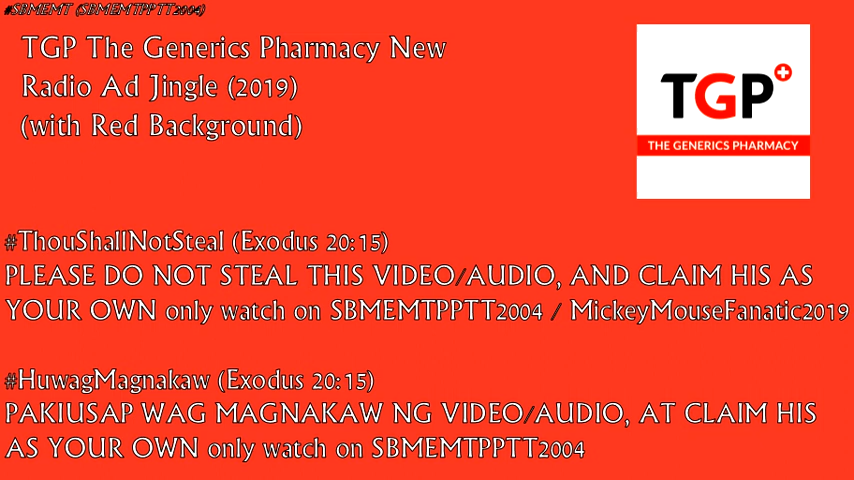 #SBMEMT (SBMEMTPPTT2004)
TGP The Generics Pharmacy New
Radio Ad Jingle (2019)
(with Red Background)
TGP
THE GENERICS PHARMACY
#ThouShallNotSteal (Exodus 20:15)
PLEASE DO NOT STEAL THIS VIDEO/AUDIO, AND CLAIM HIS AS
YOUR OWN only watch on SBMEMTPPTT2004 / MickeyMouseFanatic2019
#HuwagMagnakaw (Exodus 20:15)
PAKIUSAP WAG MAGNAKAW NG VIDEO/AUDIO, AT CLAIM HIS
AS YOUR OWN only watch on SBMEMTPPTT2004